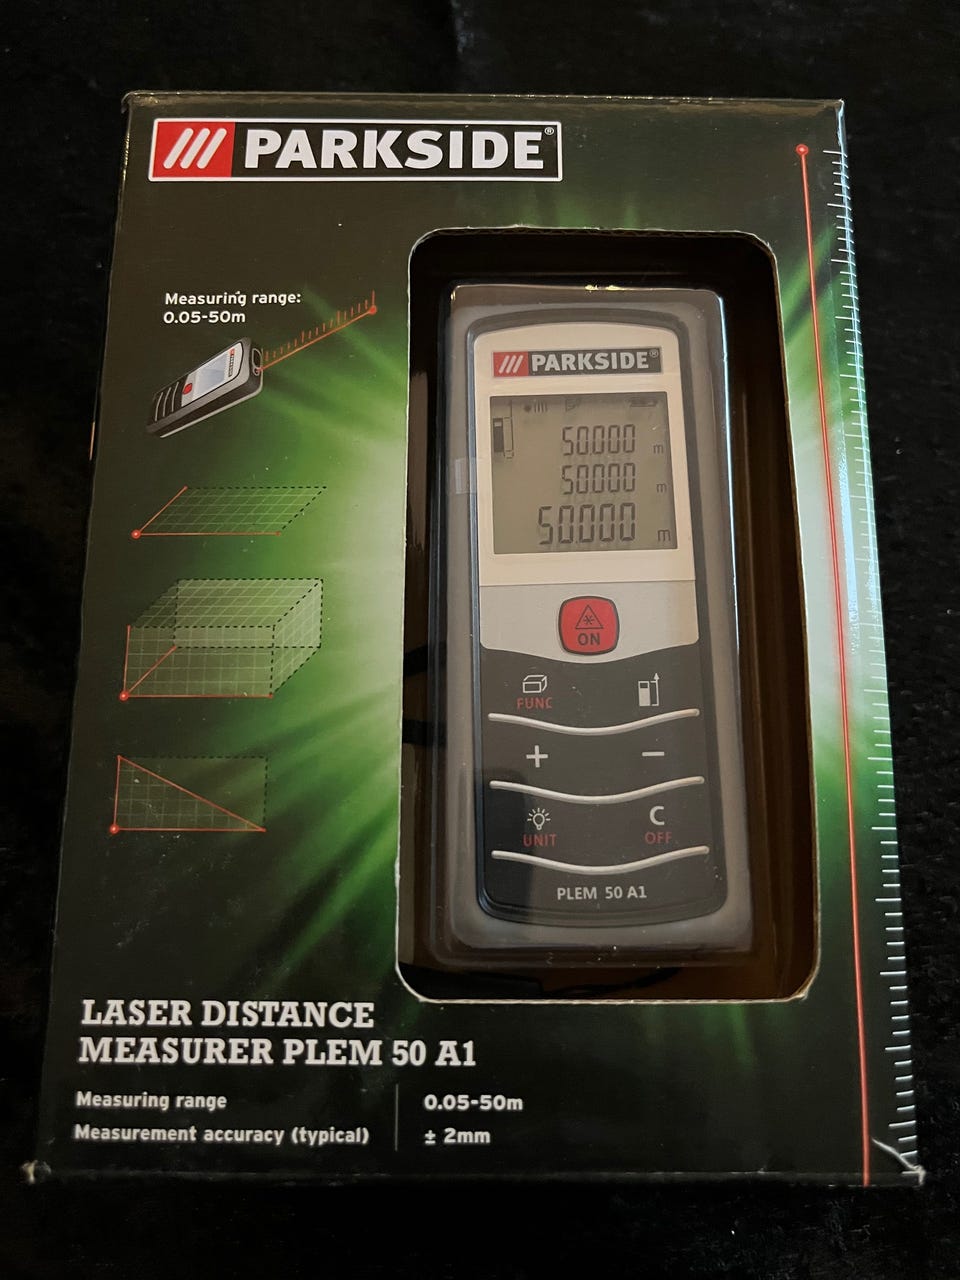 PARKSIDE®
Measuring range:
0.05-50m
PARKSIDE®
50.000 m
50.000 m
50.000 m
ON
FUNC
+ −
C
UNIT OFF
PLEM 50 A1
LASER DISTANCE
MEASURER PLEM 50 A1
Measuring range 0.05-50m
Measurement accuracy (typical) ± 2mm